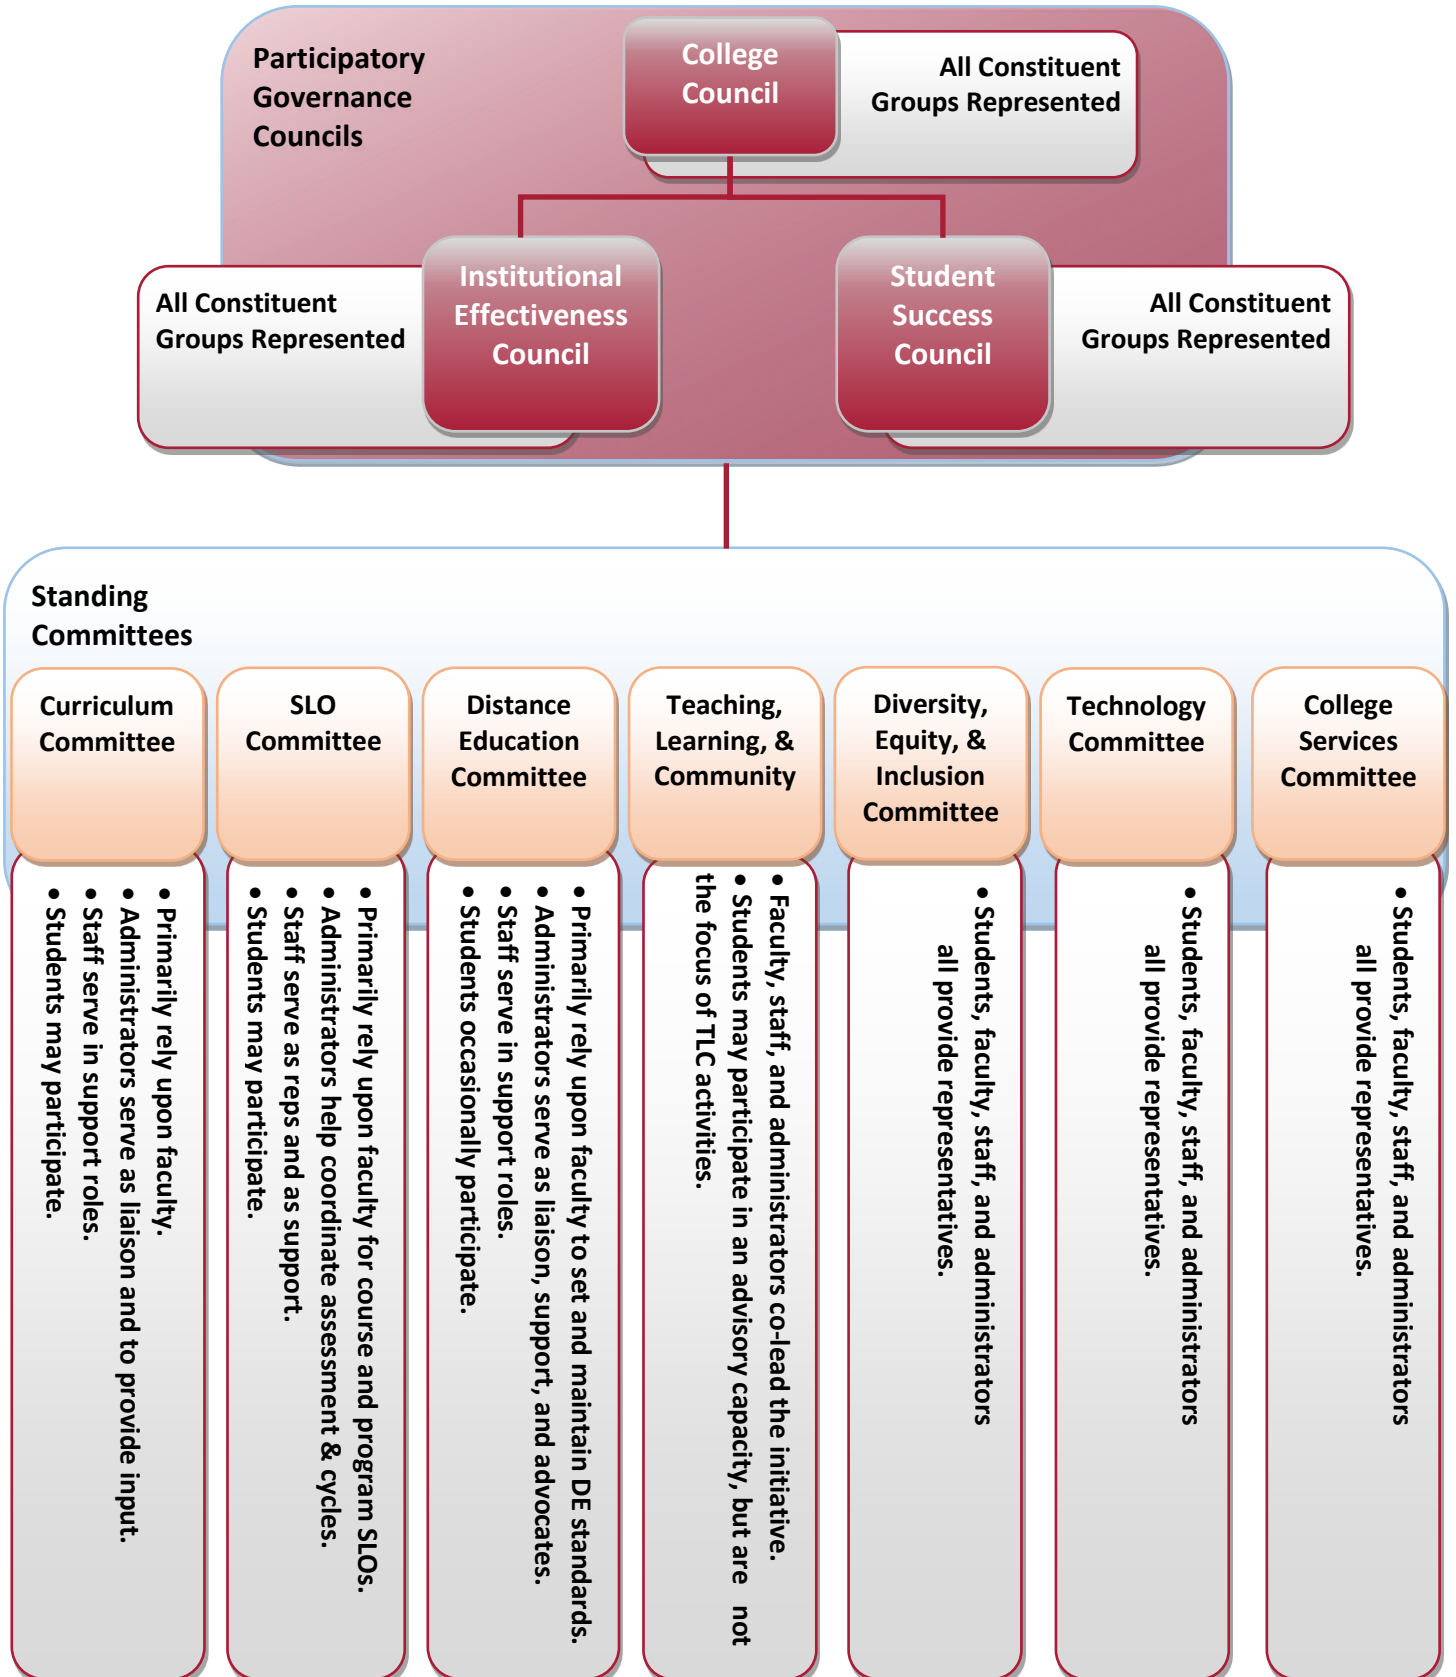 Participatory
Governance
Councils
College
Council
All Constituent
Groups Represented
All Constituent
Groups Represented
Institutional
Effectiveness
Council
Student
Success
Council
All Constituent
Groups Represented
Standing
Committees
Curriculum
Committee
• Primarily rely upon faculty.
• Administrators serve as liaison and to provide input.
• Staff serve in support roles.
• Students may participate.
SLO
Committee
• Primarily rely upon faculty for course and program SLOs.
• Administrators help coordinate assessment & cycles.
• Staff serve as reps and as support.
• Students may participate.
Distance
Education
Committee
• Primarily rely upon faculty to set and maintain DE standards.
• Administrators serve as liaison, support, and advocates.
• Staff serve in support roles.
• Students occasionally participate.
Teaching,
Learning, &
Community
• Faculty, staff, and administrators co-lead the initiative.
• Students may participate in an advisory capacity, but are not
the focus of TLC activities.
Diversity,
Equity, &
Inclusion
Committee
• Students, faculty, staff, and administrators
all provide representatives.
Technology
Committee
• Students, faculty, staff, and administrators
all provide representatives.
College
Services
Committee
• Students, faculty, staff, and administrators
all provide representatives.